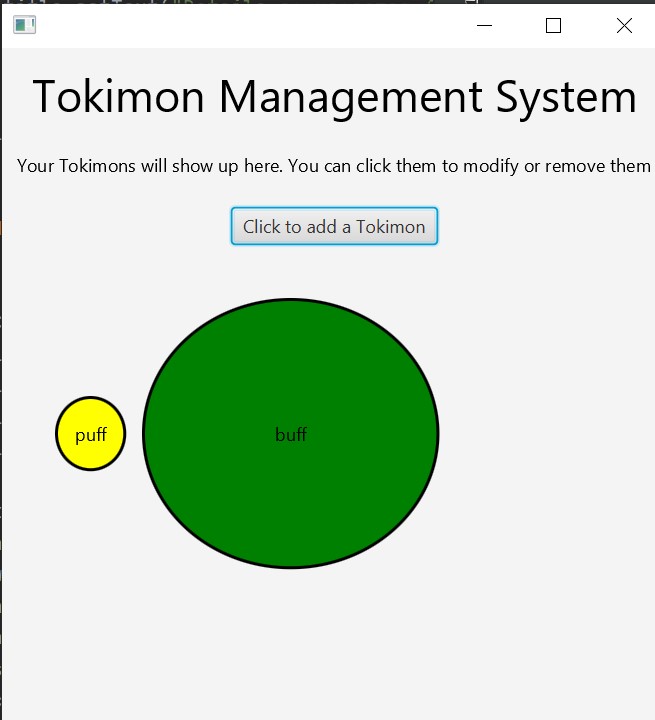 Tokimon Management System
Your Tokimons will show up here. You can click them to modify or remove them
Click to add a Tokimon
puff
buff